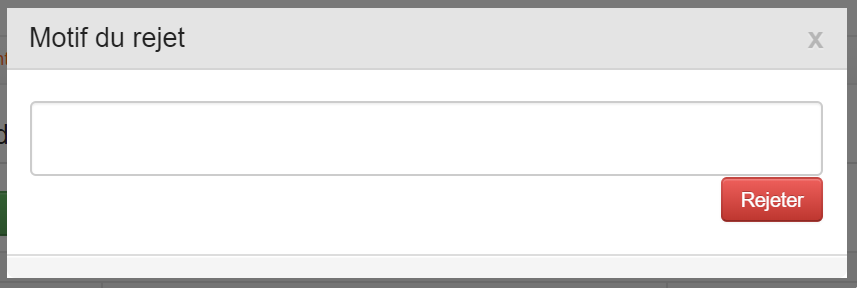 Motif du rejet
x
Rejeter